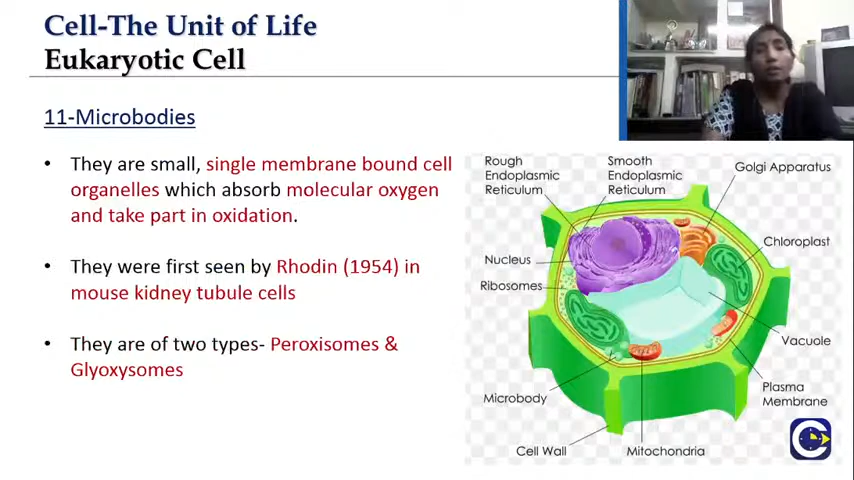 Cell-The Unit of Life
Eukaryotic Cell
11-Microbodies
• They are small, single membrane bound cell
organelles which absorb molecular oxygen
and take part in oxidation.
• They were first seen by Rhodin (1954) in
mouse kidney tubule cells
• They are of two types- Peroxisomes &
Glyoxysomes
Rough
Endoplasmic
Reticulum
Smooth
Endoplasmic
Reticulum
Golgi Apparatus
Nucleus
Chloroplast
Ribosomes
Vacuole
Microbody
Plasma
Membrane
Cell Wall
Mitochondria